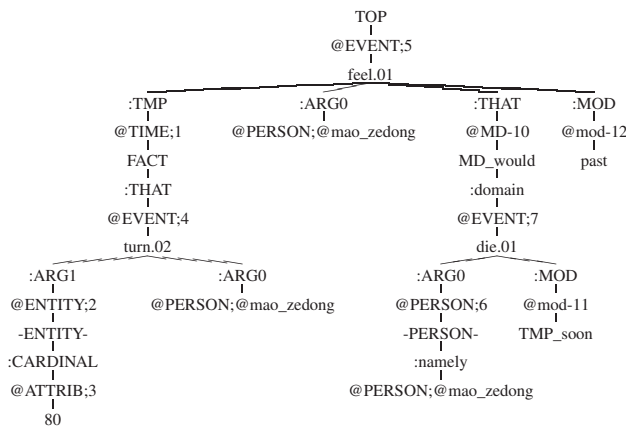 TOP
@EVENT;5
feel.01
:TMP :ARG0 :THAT :MOD
@TIME;1 @PERSON;@mao_zedong @MD-10 @mod-12
FACT MD_would past
:THAT :domain
@EVENT;4 @EVENT;7
turn.02 die.01
:ARG1 :ARG0 :ARG0 :MOD
@ENTITY;2 @PERSON;@mao_zedong @PERSON;6 @mod-11
-ENTITY- -PERSON- TMP_soon
:CARDINAL :namely
@ATTRIB;3 @PERSON;@mao_zedong
80